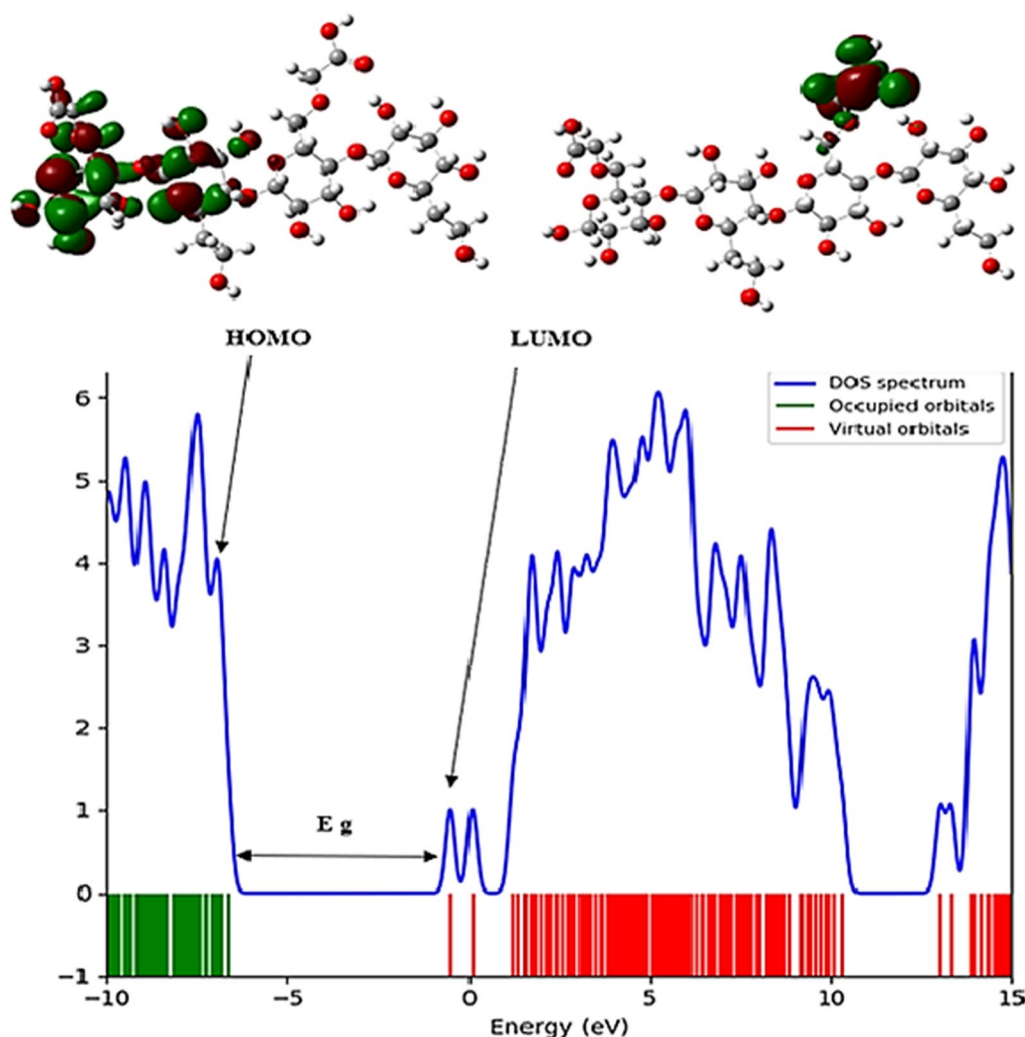 HOMO
LUMO
DOS spectrum
Occupied orbitals
Virtual orbitals
6
5
4
3
2
1
0
−1
E g
−10
−5
0
5
10
15
Energy (eV)